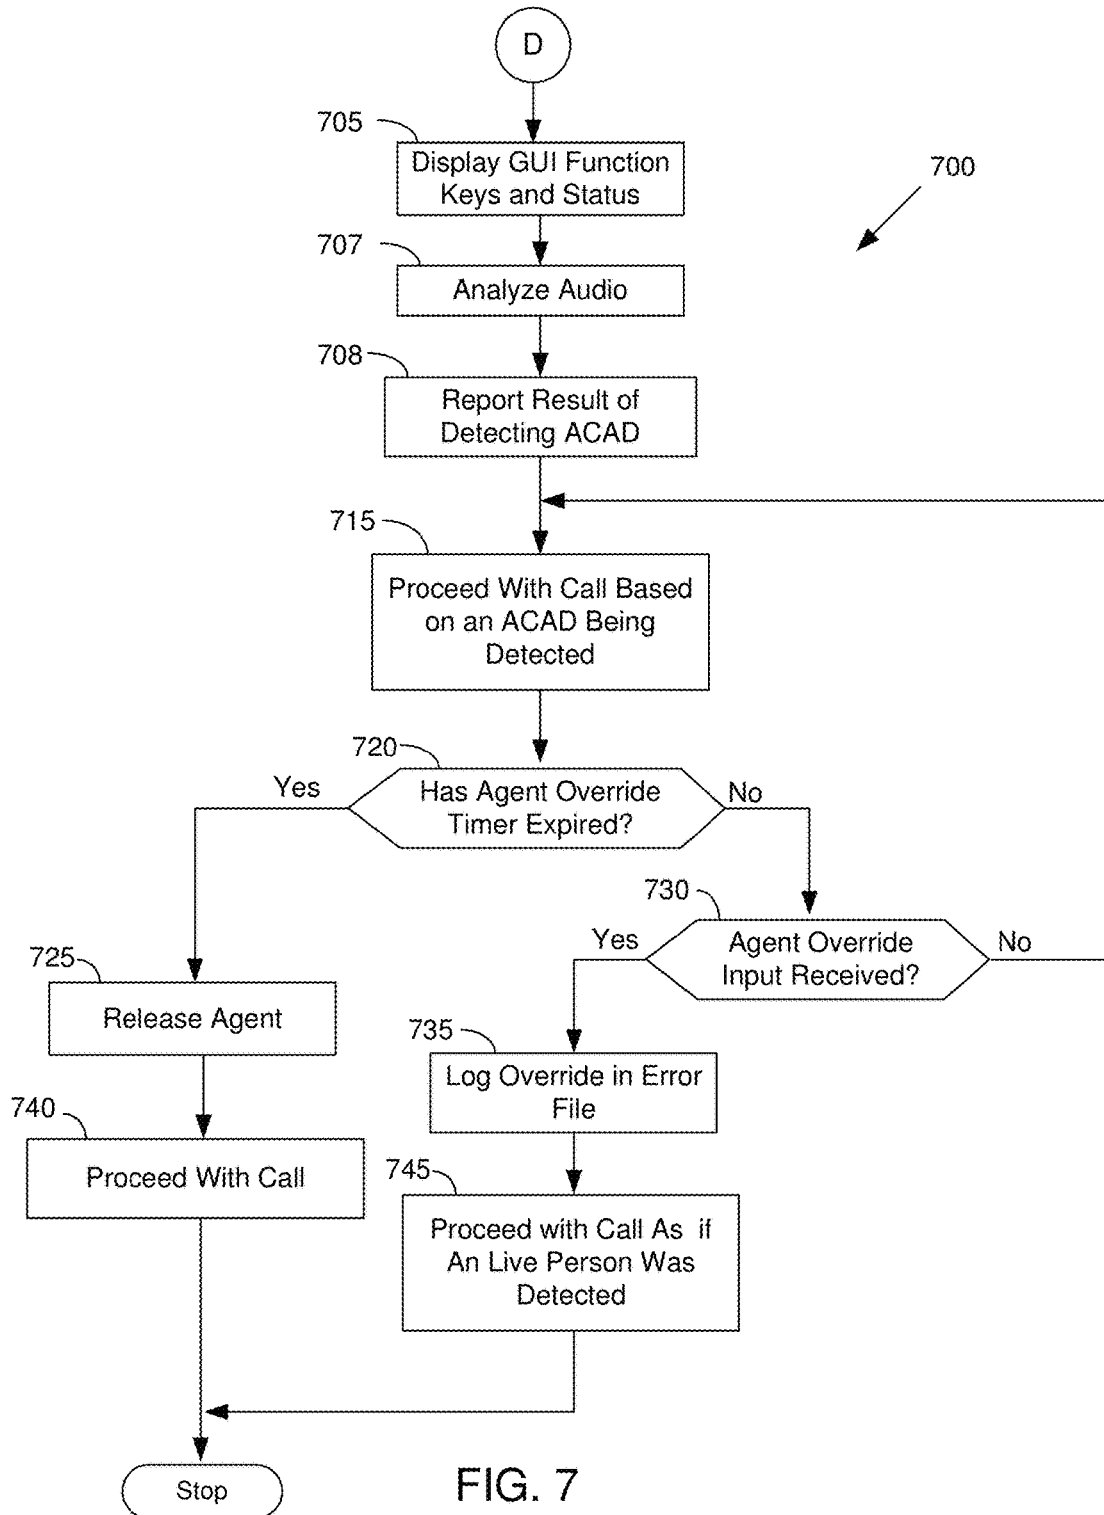 D
705
Display GUI Function
Keys and Status
700
707
Analyze Audio
708
Report Result of
Detecting ACAD
715
Proceed With Call Based
on an ACAD Being
Detected
720
Yes
Has Agent Override
Timer Expired?
No
730
Yes
Agent Override
Input Received?
No
725
Release Agent
735
Log Override in Error
File
740
Proceed With Call
745
Proceed with Call As if
An Live Person Was
Detected
Stop
FIG. 7